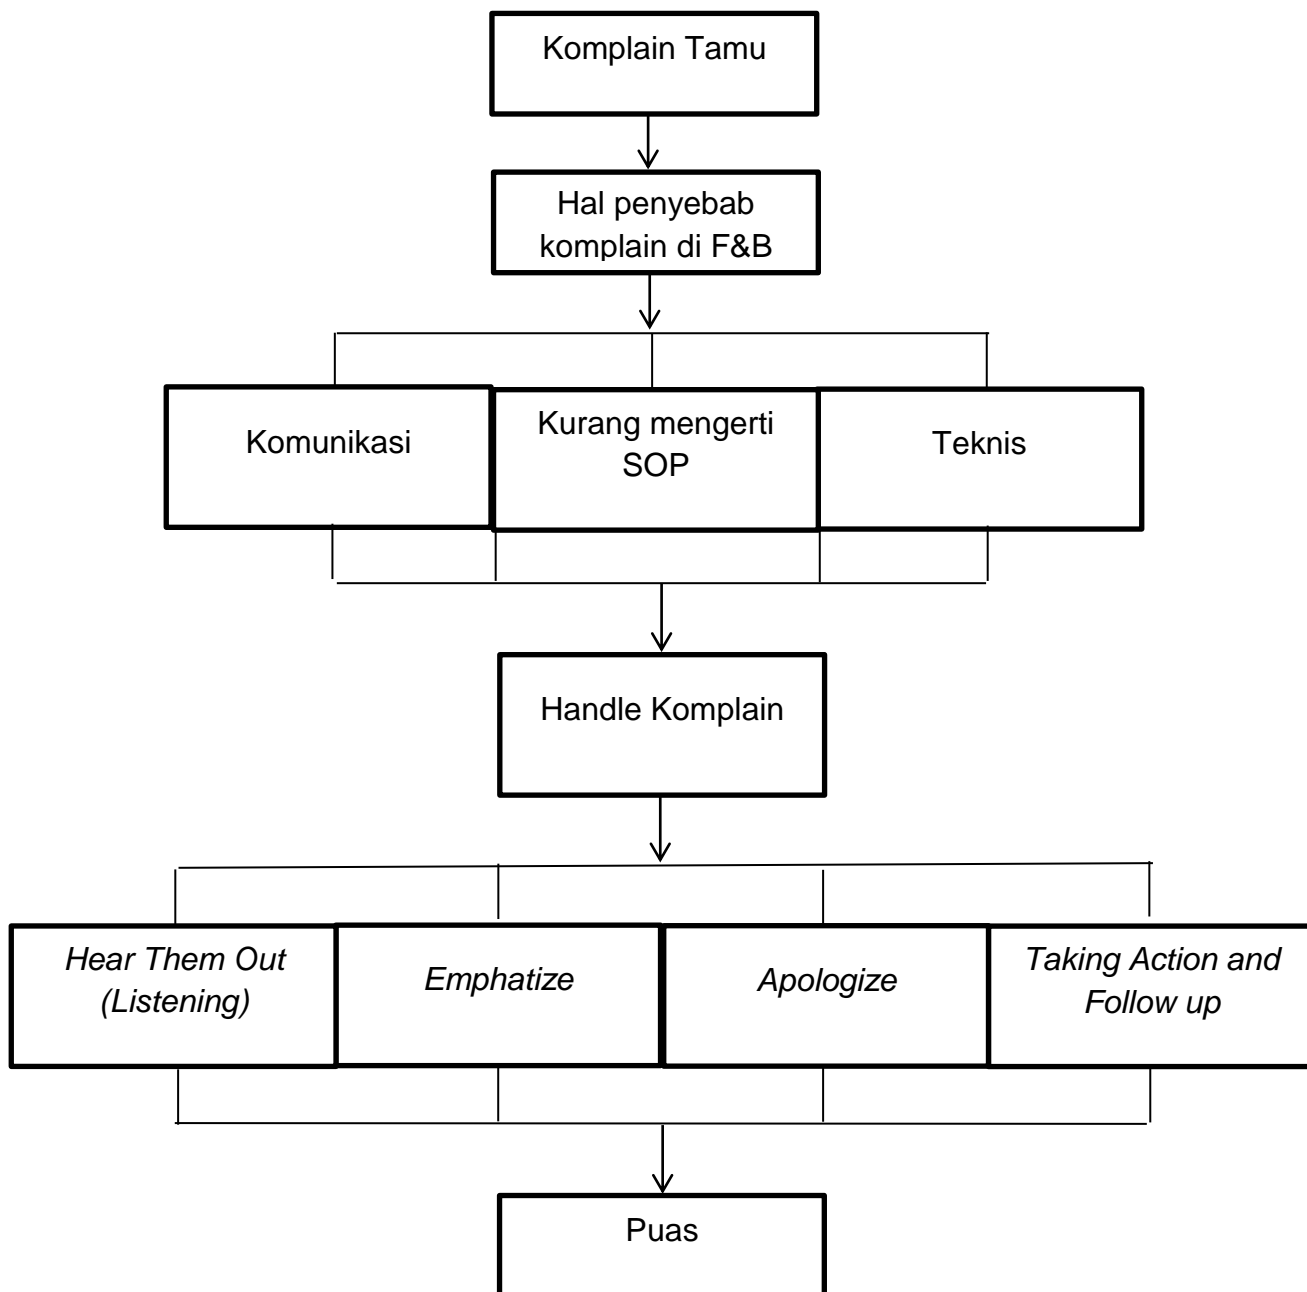 Komplain Tamu
Hal penyebab
komplain di F&B
Komunikasi
Kurang mengerti
SOP
Teknis
Handle Komplain
Hear Them Out
(Listening)
Emphatize
Apologize
Taking Action and
Follow up
Puas